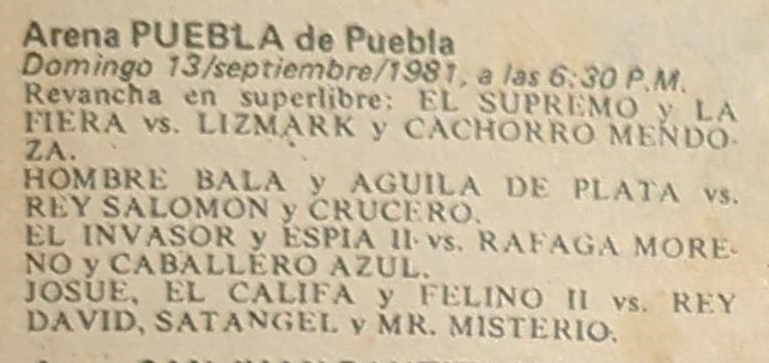 Arena PUEBLA de Puebla
Domingo 13/septiembre/1981, a las 6:30 P.M.
Revancha en superlibre: EL SUPREMO y LA
FIERA vs. LIZMARK y CACHORRO MENDO-
ZA.
HOMBRE BALA y AGUILA DE PLATA vs.
REY SALOMON y CRUCERO.
EL INVASOR y ESPIA II vs. RAFAGA MORE-
NO y CABALLERO AZUL.
JOSUE, EL CALIFA y FELINO II vs. REY
DAVID, SATANGEL y MR. MISTERIO.